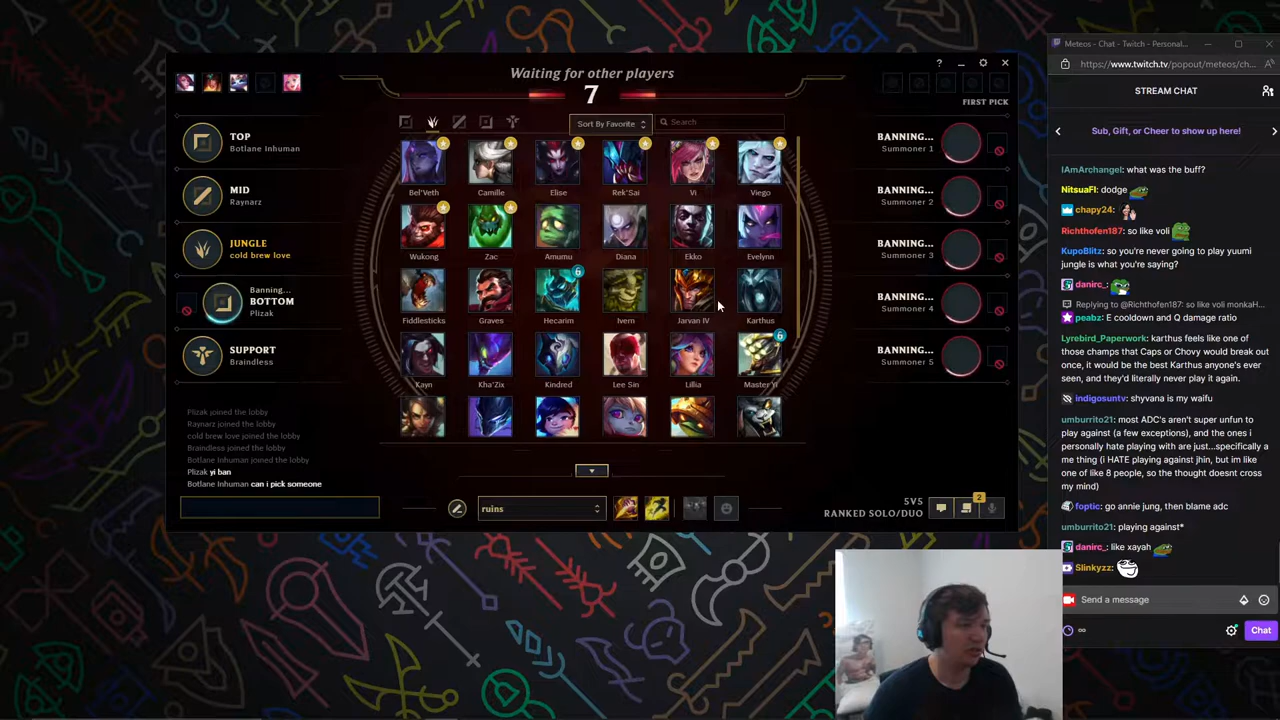 Waiting for other players
7
FIRST PICK
Sort By Favorite
Search
TOP
Botlane Inhuman
MID
Raynarz
JUNGLE
cold brew love
Banning...
BOTTOM
Plizak
SUPPORT
Braindless
Bel'Veth
Camille
Elise
Rek'Sai
Vi
Viego
Wukong
Zac
Amumu
Diana
Ekko
Evelynn
Fiddlesticks
Graves
Hecarim
Ivern
Jarvan IV
Karthus
Kayn
Kha'Zix
Kindred
Lee Sin
Lillia
Master Yi
BANNING...
Summoner 1
BANNING...
Summoner 2
BANNING...
Summoner 3
BANNING...
Summoner 4
BANNING...
Summoner 5
Plizak joined the lobby
Raynarz joined the lobby
cold brew love joined the lobby
Braindless joined the lobby
Botlane Inhuman joined the lobby
Plizak yi ban
Botlane Inhuman can i pick someone
ruins
5V5
RANKED SOLO/DUO
2
Meteos - Chat - Twitch - Personal...
https://www.twitch.tv/popout/meteos/ch...
STREAM CHAT
Sub, Gift, or Cheer to show up here!
IAmArchangel: what was the buff?
NitsuaFI: dodge
chapy24:
Richthofen187: so like voli
KupoBlitz: so you're never going to play yuumi
jungle is what you're saying?
danirc_:
Replying to @Richthofen187: so like voli monkaH...
peabz: E cooldown and Q damage ratio
Lyrebird_Paperwork: karthus feels like one
of those champs that Caps or Chovy would break out
once, it would be the best Karthus anyone's ever
seen, and they'd literally never play it again.
indigosuntv: shyvana is my waifu
umburrito21: most ADC's aren't super unfun to
play against (a few exceptions), and the ones i
personally hate playing with are just...specifically a
me thing (i HATE playing against jhin, but im like
one of like 8 people, so the thought doesnt cross
my mind)
foptic: go annie jung, then blame adc
umburrito21: playing against*
danirc_: like xayah
Slinkyzz:
Send a message
Chat